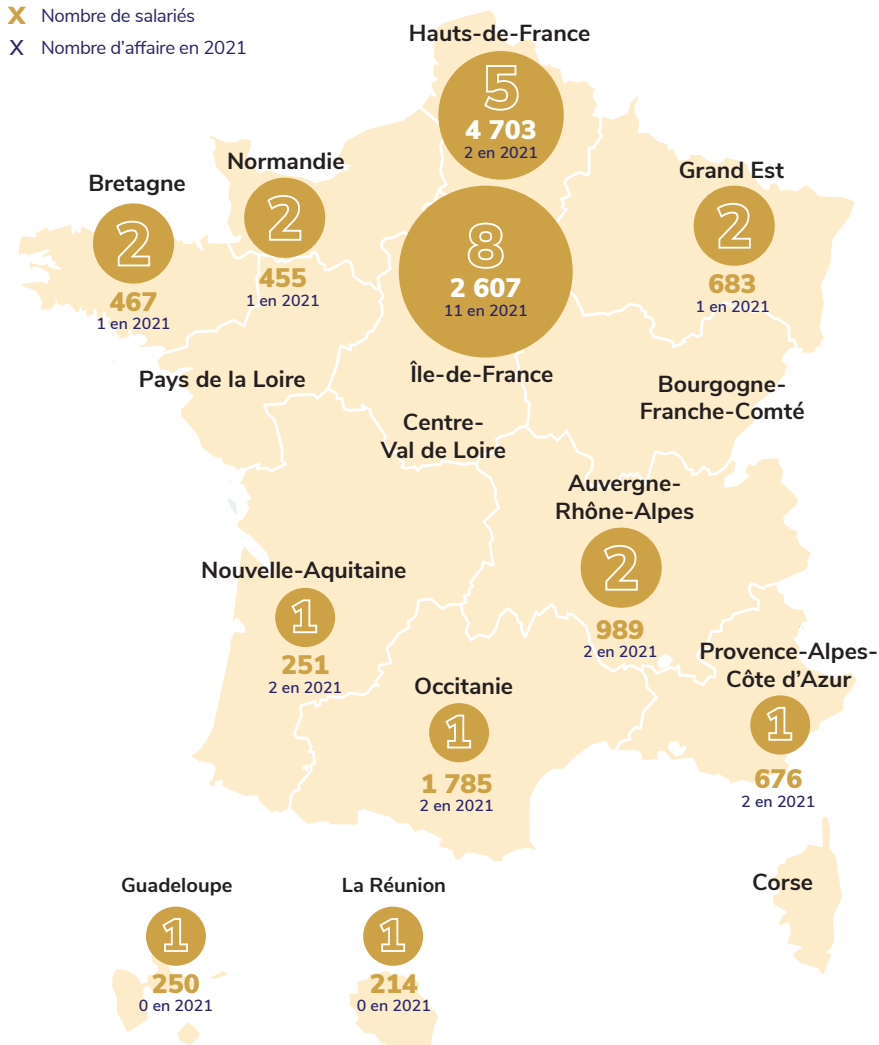 X Nombre de salariés
X Nombre d'affaire en 2021
Hauts-de-France
5
4 703
2 en 2021
Normandie
2
455
1 en 2021
Bretagne
2
467
1 en 2021
Grand Est
2
683
1 en 2021
8
2 607
11 en 2021
Île-de-France
Pays de la Loire
Bourgogne-
Franche-Comté
Centre-
Val de Loire
Auvergne-
Rhône-Alpes
2
989
2 en 2021
Nouvelle-Aquitaine
1
251
2 en 2021
Occitanie
1
1 785
2 en 2021
Provence-Alpes-
Côte d'Azur
1
676
2 en 2021
Guadeloupe
1
250
0 en 2021
La Réunion
1
214
0 en 2021
Corse